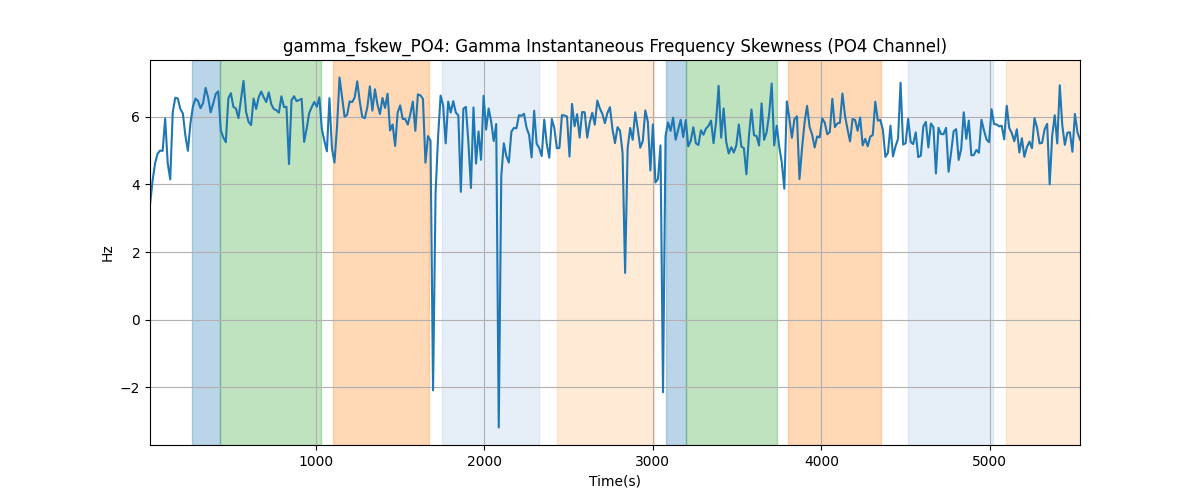 gamma_fskew_PO4: Gamma Instantaneous Frequency Skewness (PO4 Channel)
6
4
2
0
−2
Hz
1000 2000 3000 4000 5000
Time(s)